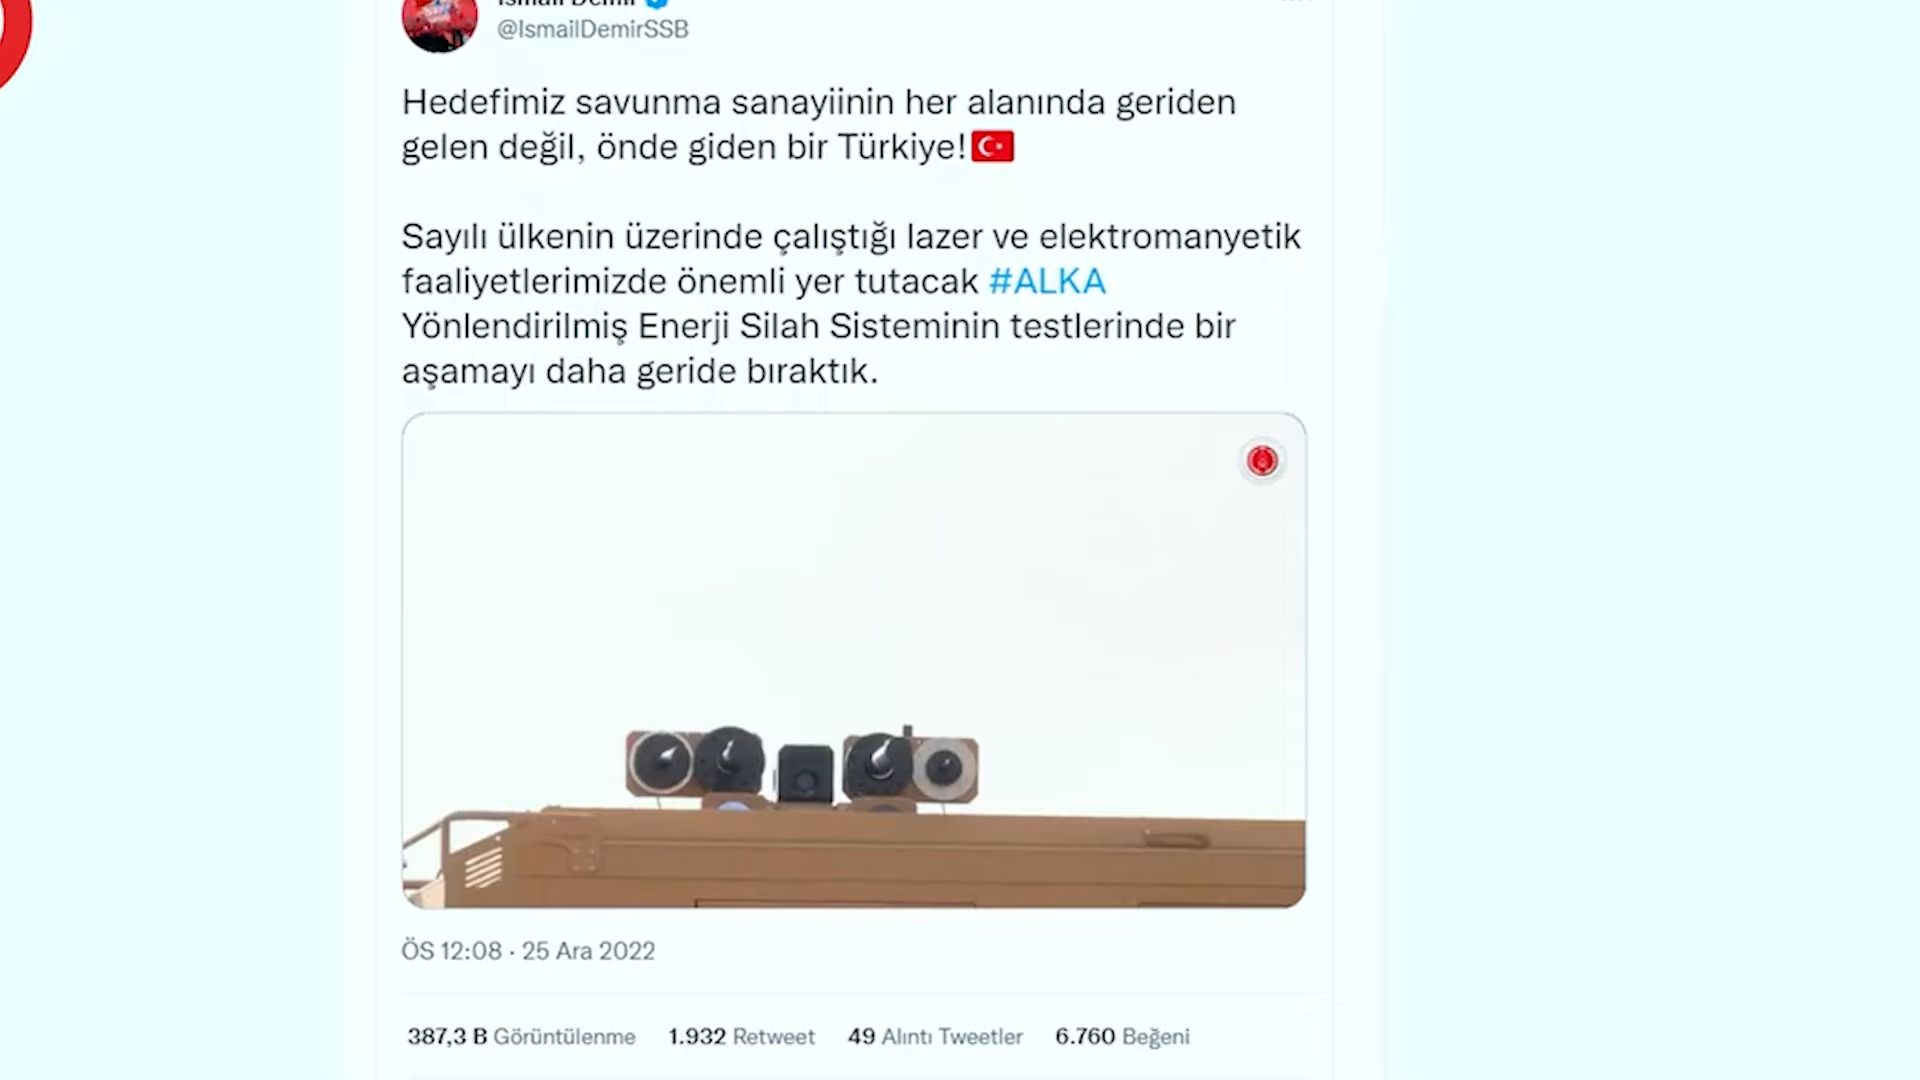 Ismail Demir
@IsmailDemirSSB
Hedefimiz savunma sanayiinin her alanında geriden
gelen değil, önde giden bir Türkiye!
Sayılı ülkenin üzerinde çalıştığı lazer ve elektromanyetik
faaliyetlerimizde önemli yer tutacak #ALKA
Yönlendirilmiş Enerji Silah Sisteminin testlerinde bir
aşamayı daha geride bıraktık.
ÖS 12:08 · 25 Ara 2022
387,3 B Görüntülenme 1.932 Retweet 49 Alıntı Tweetler 6.760 Beğeni